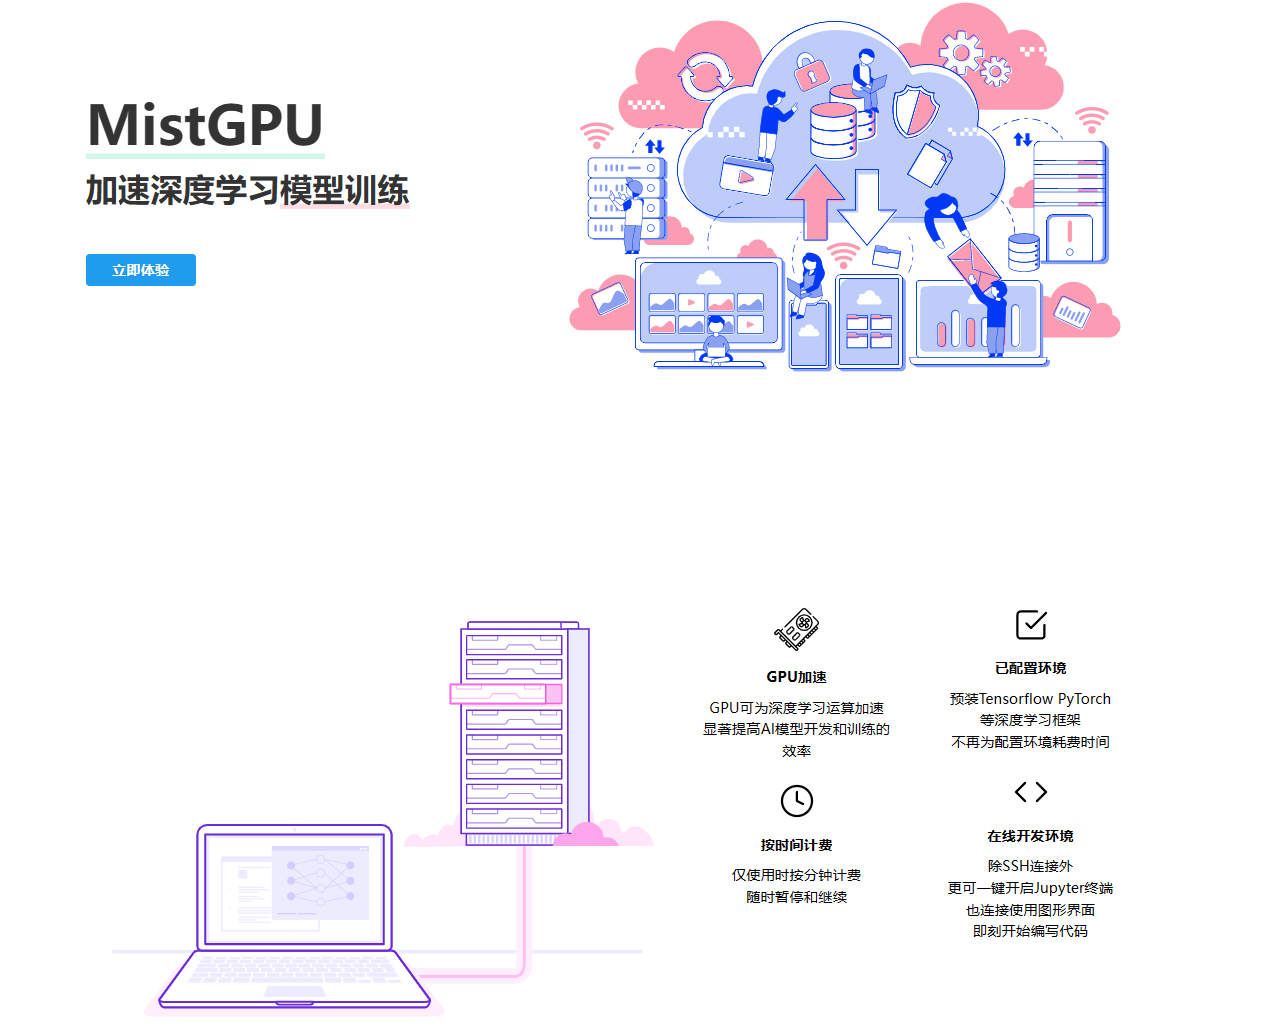 MistGPU
加速深度学习模型训练
立即体验
GPU加速
GPU可为深度学习运算加速
显著提高AI模型开发和训练的
效率
已配置环境
预装Tensorflow PyTorch
等深度学习框架
不再为配置环境耗费时间
按时间计费
仅使用时按分钟计费
随时暂停和继续
在线开发环境
除SSH连接外
更可一键开启Jupyter终端
也连接使用图形界面
即刻开始编写代码